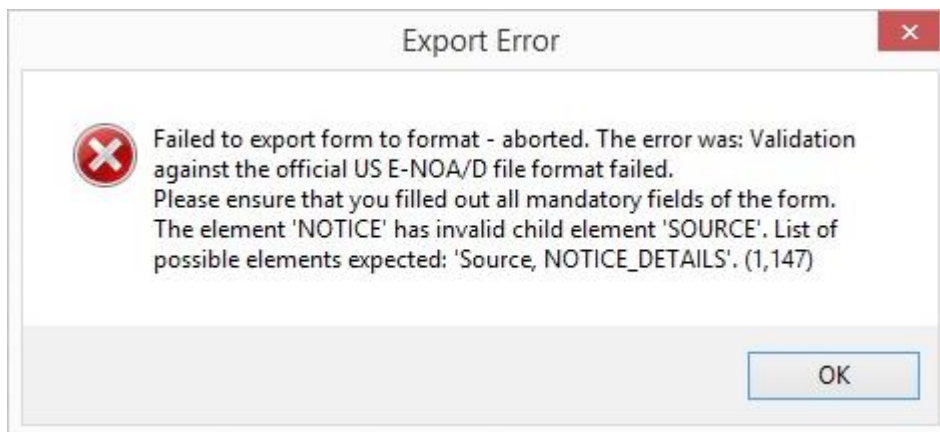 Export Error
Failed to export form to format - aborted. The error was: Validation
against the official US E-NOA/D file format failed.
Please ensure that you filled out all mandatory fields of the form.
The element 'NOTICE' has invalid child element 'SOURCE'. List of
possible elements expected: 'Source, NOTICE_DETAILS'. (1,147)
OK